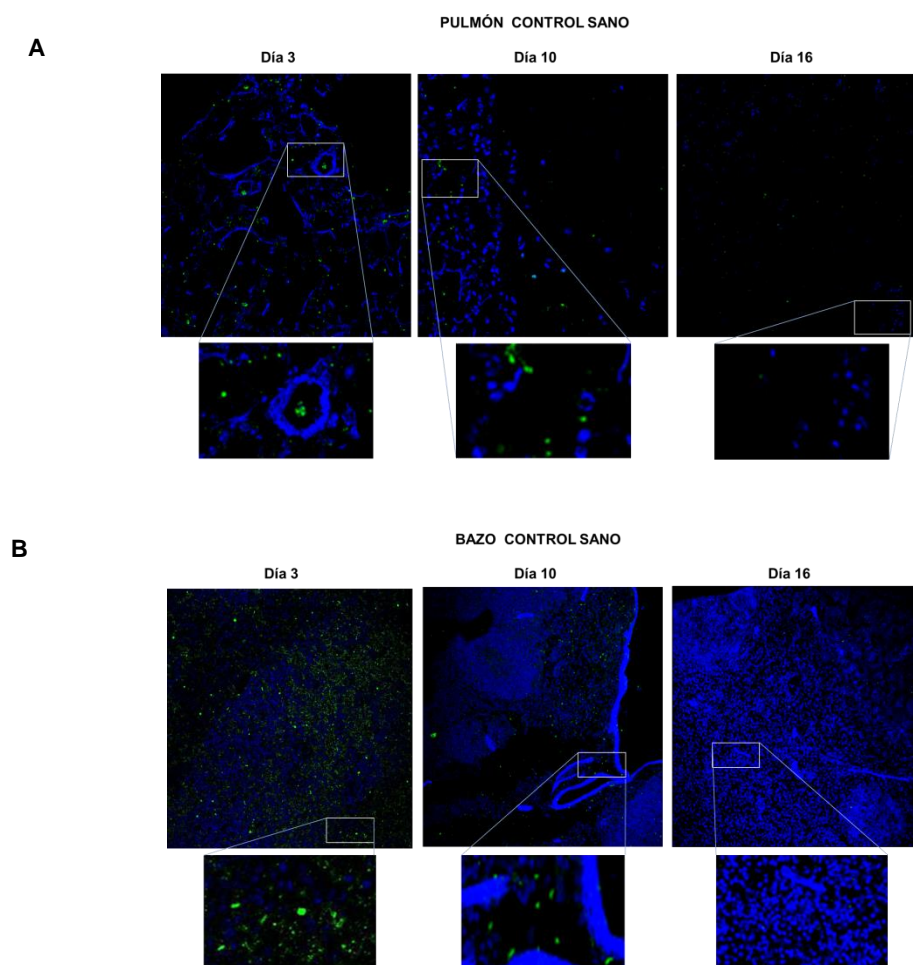 PULMÓN CONTROL SANO
A
Día 3 Día 10 Día 16
BAZO CONTROL SANO
B
Día 3 Día 10 Día 16